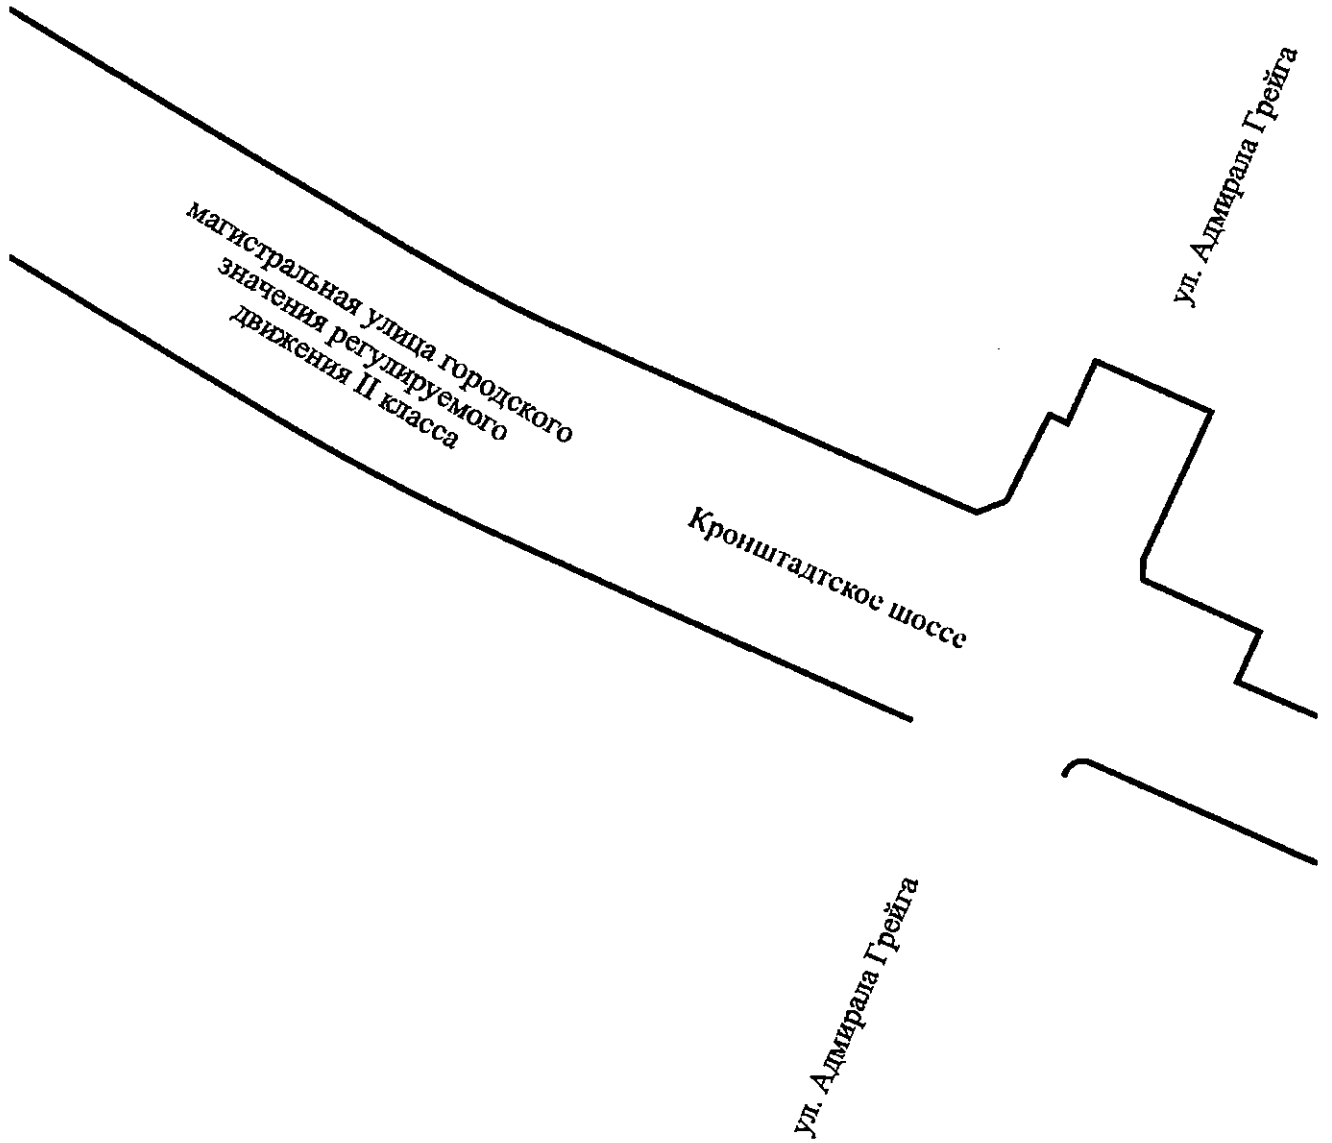 ул. Адмирала Грейга
магистральная улица городского
значения регулируемого
движения II класса
Кронштадтское шоссе
ул. Адмирала Грейга